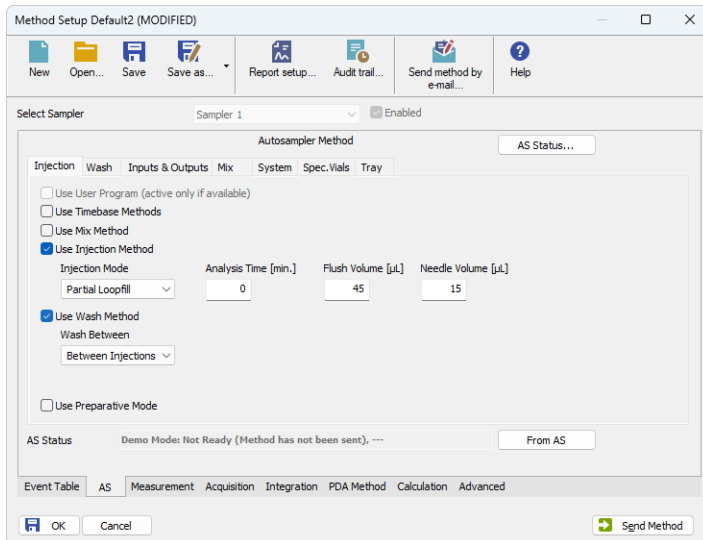 Method Setup Default2 (MODIFIED)
New Open... Save Save as... Report setup... Audit trail... Send method by e-mail... Help
Select Sampler Sampler 1 Enabled
Autosampler Method AS Status...
Injection Wash Inputs & Outputs Mix System Spec.Vials Tray
Use User Program (active only if available)
Use Timebase Methods
Use Mix Method
Use Injection Method
Injection Mode Analysis Time [min.] Flush Volume [µL] Needle Volume [µL]
Partial Loopfill 0 45 15
Use Wash Method
Wash Between
Between Injections
Use Preparative Mode
AS Status Demo Mode: Not Ready (Method has not been sent), --- From AS
Event Table AS Measurement Acquisition Integration PDA Method Calculation Advanced
OK Cancel Send Method